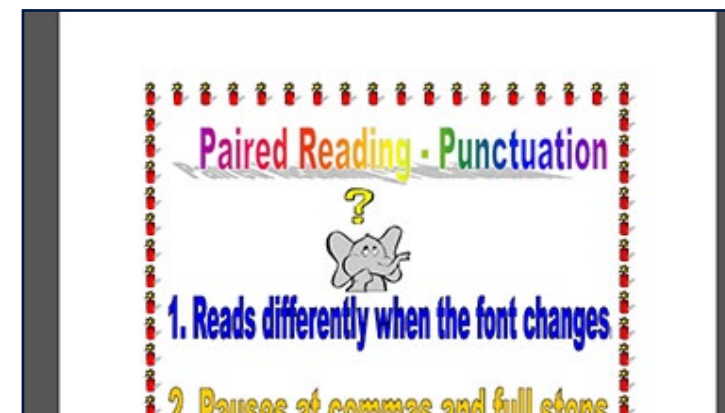 Paired Reading - Punctuation
?
1. Reads differently when the font changes
2. Pauses at commas and full stops